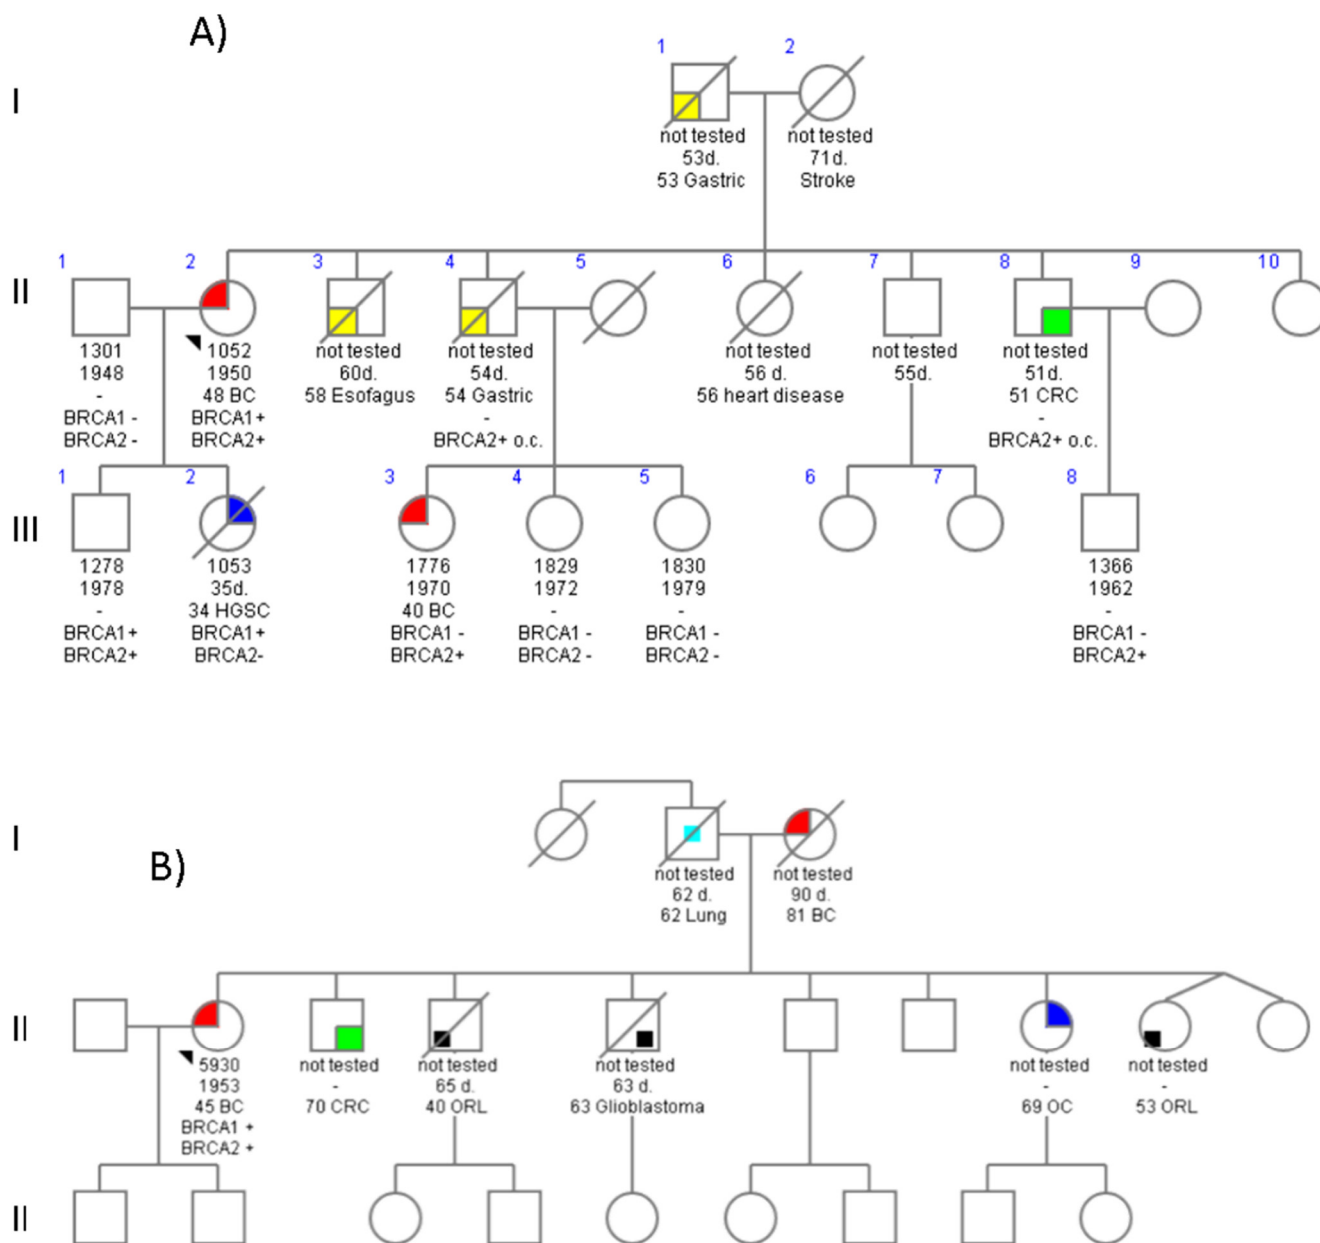 A)
I
1
2
not tested
53d.
53 Gastric
not tested
71d.
Stroke
II
1
2
3
4
5
6
7
8
9
10
1301
1948
-
BRCA1 -
BRCA2 -
1052
1950
48 BC
BRCA1+
BRCA2+
not tested
60d.
58 Esofagus
not tested
54d.
54 Gastric
-
BRCA2+ o.c.
not tested
56 d.
56 heart disease
not tested
55d.
not tested
51d.
51 CRC
-
BRCA2+ o.c.
III
1
2
3
4
5
6
7
8
1278
1978
-
BRCA1+
BRCA2+
1053
35d.
34 HGSC
BRCA1+
BRCA2-
1776
1970
40 BC
BRCA1 -
BRCA2+
1829
1972
-
BRCA1 -
BRCA2 -
1830
1979
-
BRCA1 -
BRCA2 -
1366
1962
-
BRCA1 -
BRCA2+
B)
I
not tested
62 d.
62 Lung
not tested
90 d.
81 BC
II
5930
1953
45 BC
BRCA1 +
BRCA2 +
not tested
-
70 CRC
not tested
65 d.
40 ORL
not tested
63 d.
63 Glioblastoma
not tested
-
69 OC
not tested
-
53 ORL
II